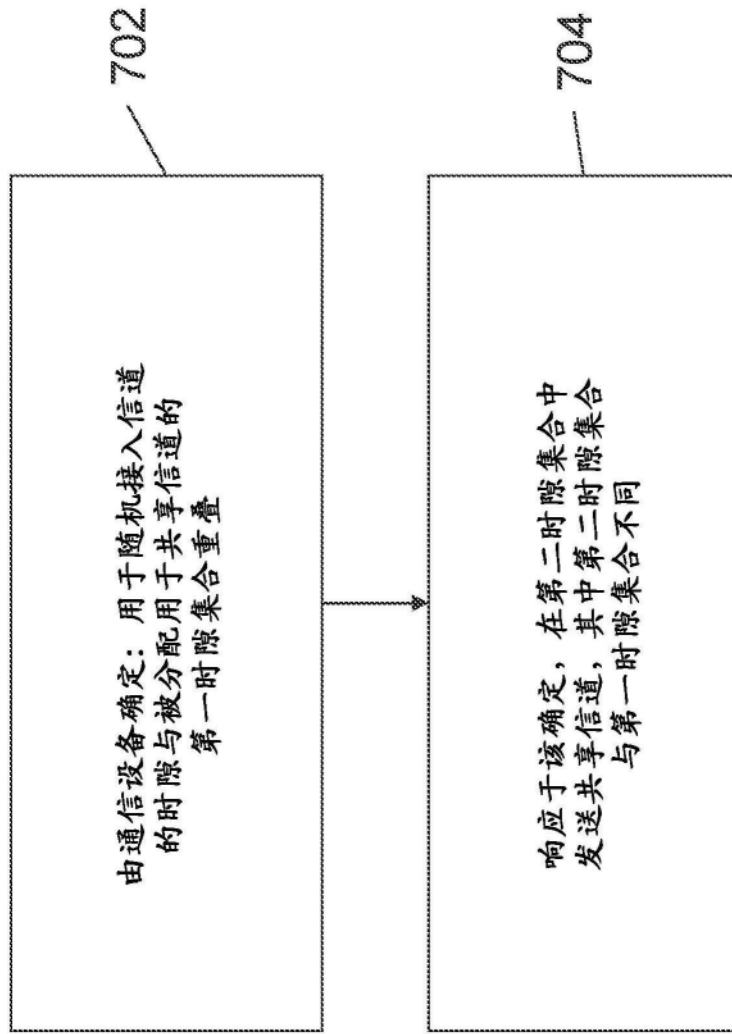 702
由通信设备确定：用于随机接入信道
的时隙与被分配用于共享信道的
第一时隙集合重叠
704
响应于该确定，在第二时隙集合中
发送共享信道，其中第二时隙集合
与第一时隙集合不同